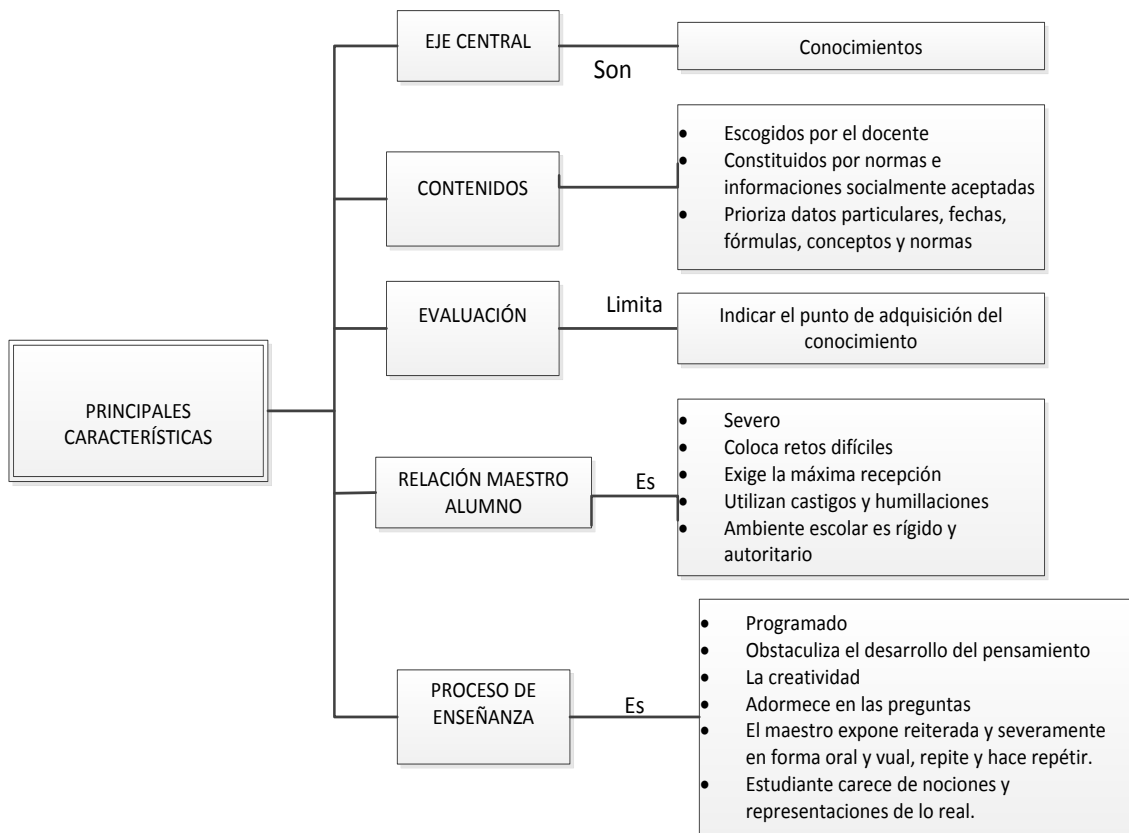 PRINCIPALES
CARACTERÍSTICAS
EJE CENTRAL
Son
Conocimientos
CONTENIDOS
• Escogidos por el docente
• Constituidos por normas e
informaciones socialmente aceptadas
• Prioriza datos particulares, fechas,
fórmulas, conceptos y normas
EVALUACIÓN
Limita
Indicar el punto de adquisición del
conocimiento
RELACIÓN MAESTRO
ALUMNO
Es
• Severo
• Coloca retos difíciles
• Exige la máxima recepción
• Utilizan castigos y humillaciones
• Ambiente escolar es rígido y
autoritario
PROCESO DE
ENSEÑANZA
Es
• Programado
• Obstaculiza el desarrollo del pensamiento
• La creatividad
• Adormece en las preguntas
• El maestro expone reiterada y severamente
en forma oral y vual, repite y hace repétir.
• Estudiante carece de nociones y
representaciones de lo real.